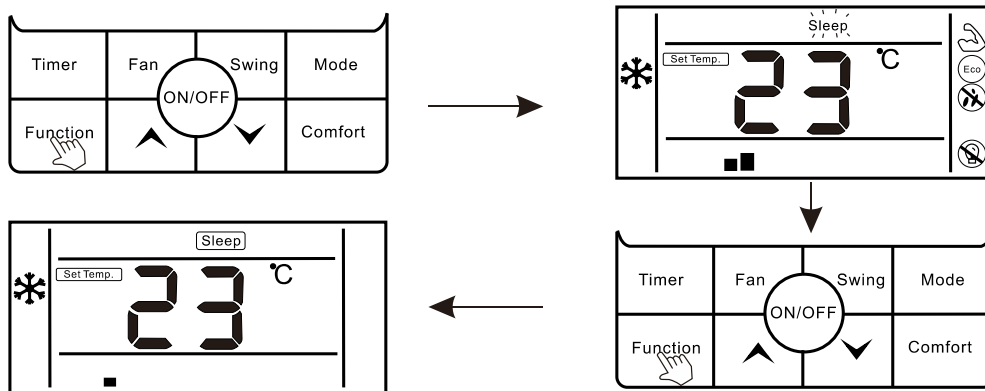 Timer Fan Swing Mode
ON/OFF
Function Comfort
Sleep
Set Temp. 23 °C
Eco
Sleep
Set Temp. 23 °C
Timer Fan Swing Mode
ON/OFF
Function Comfort